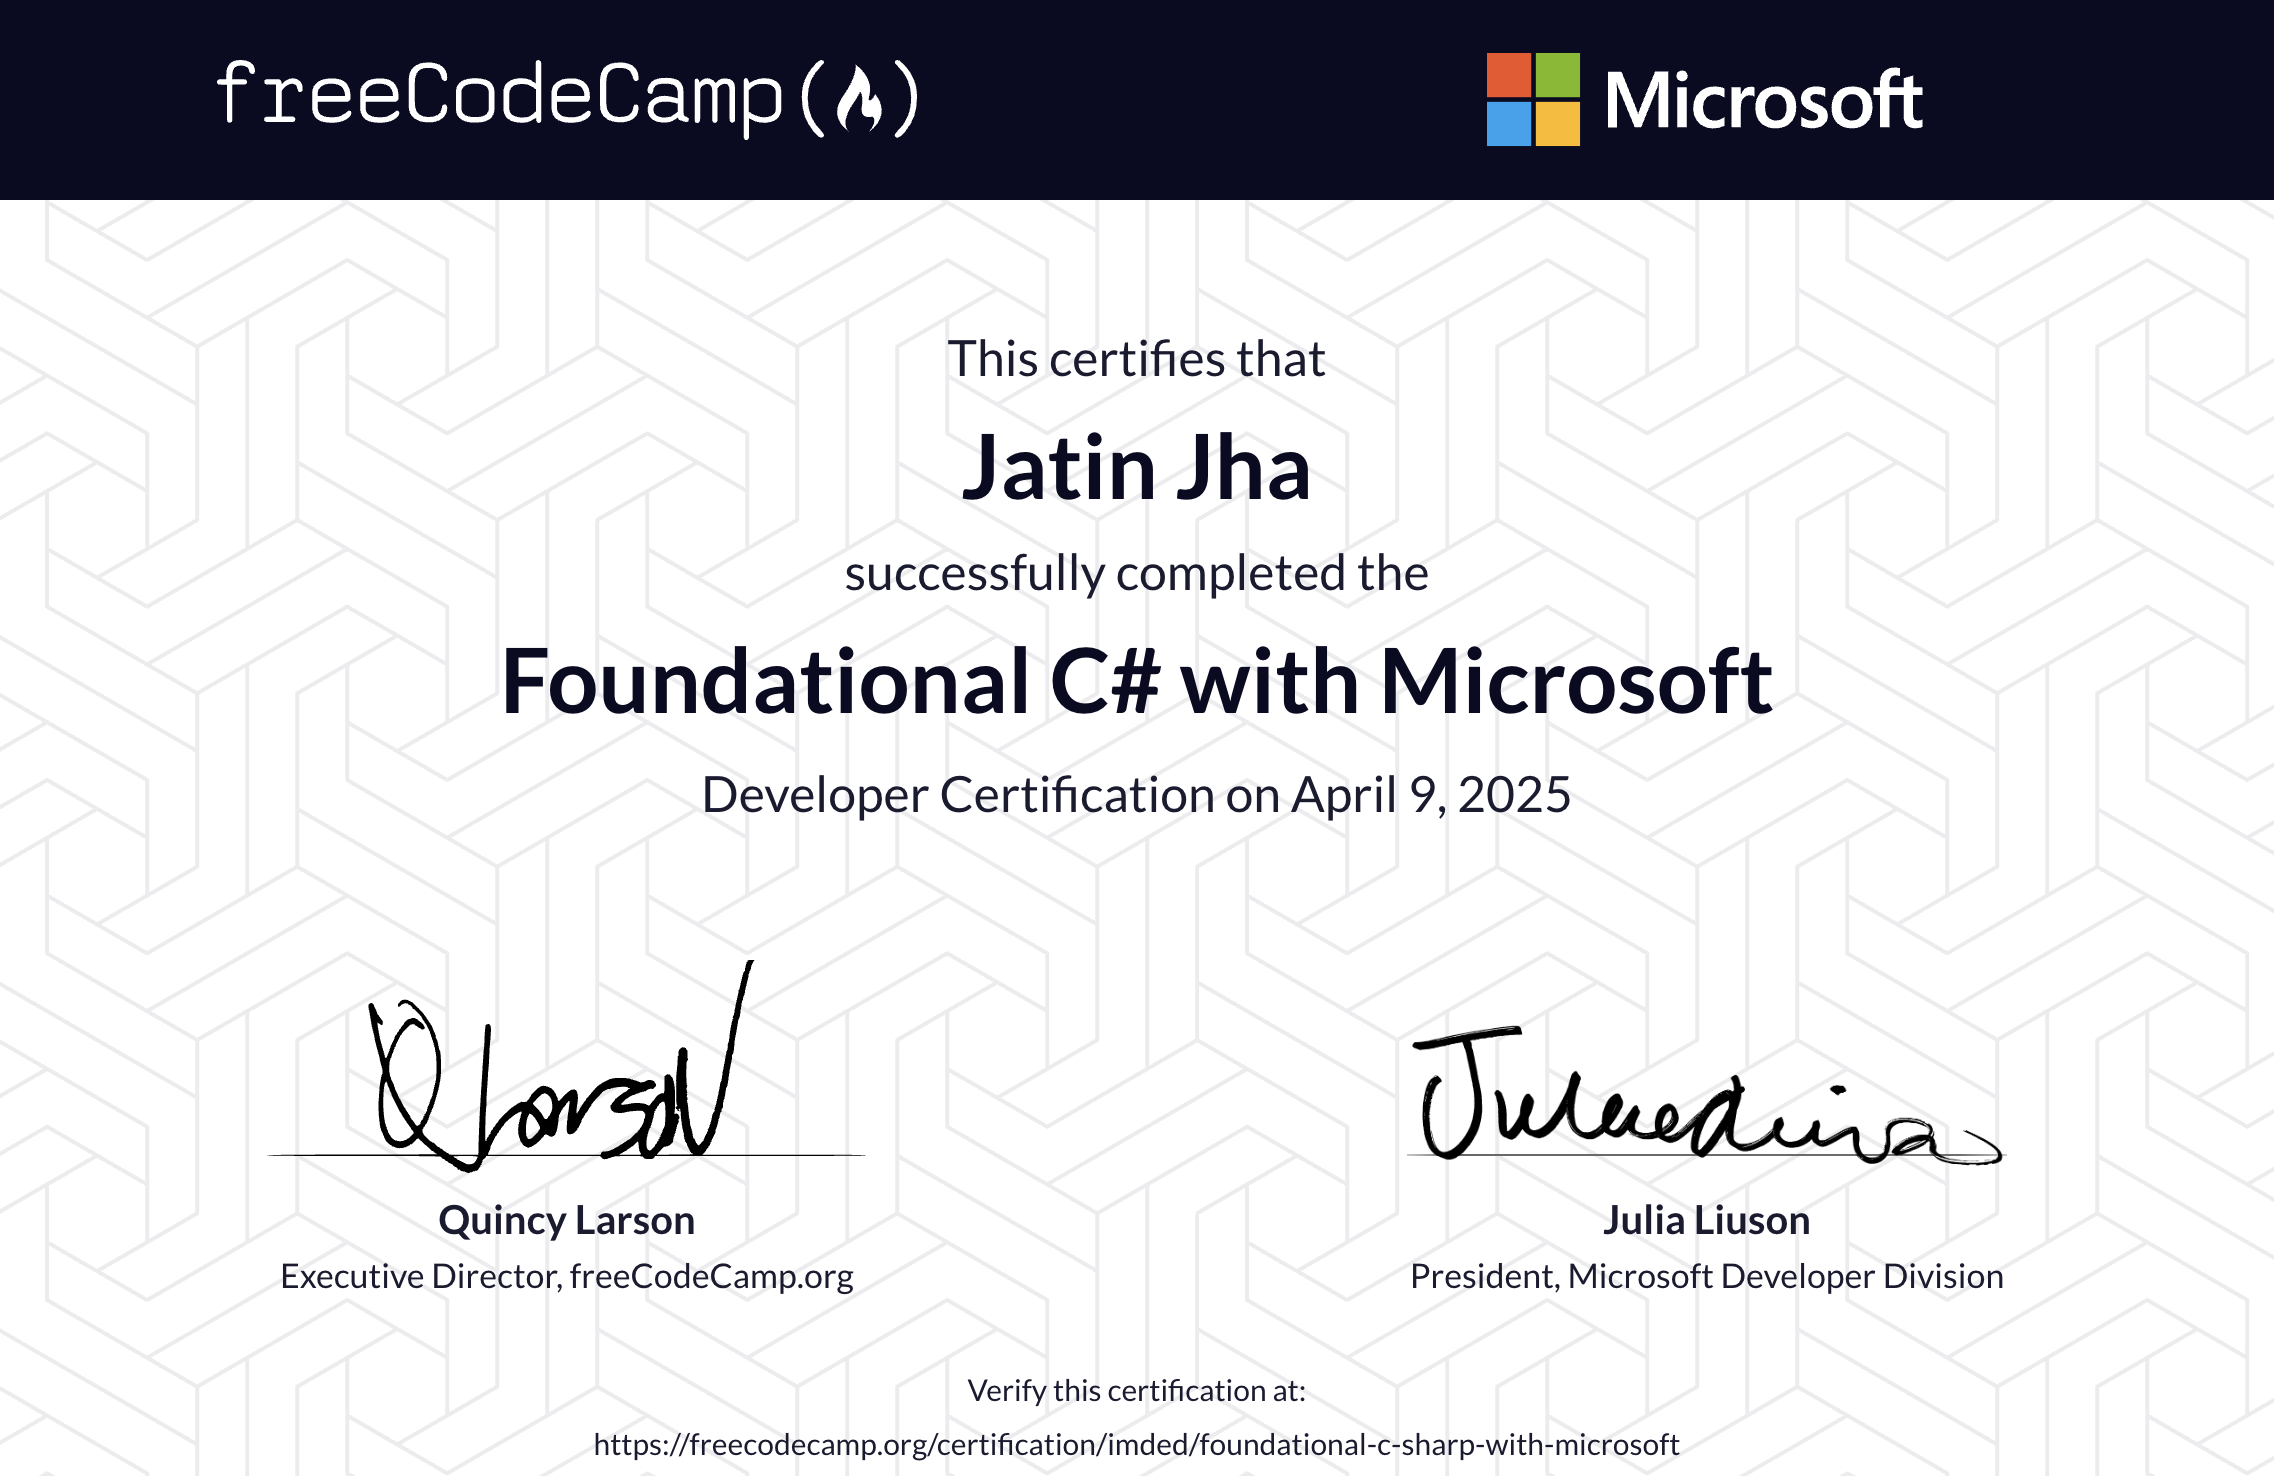 freeCodeCamp
Microsoft
This certifies that
Jatin Jha
successfully completed the
Foundational C# with Microsoft
Developer Certification on April 9, 2025
Quincy Larson
Executive Director, freeCodeCamp.org
Julia Liuson
President, Microsoft Developer Division
Verify this certification at:
https://freecodecamp.org/certification/imded/foundational-c-sharp-with-microsoft